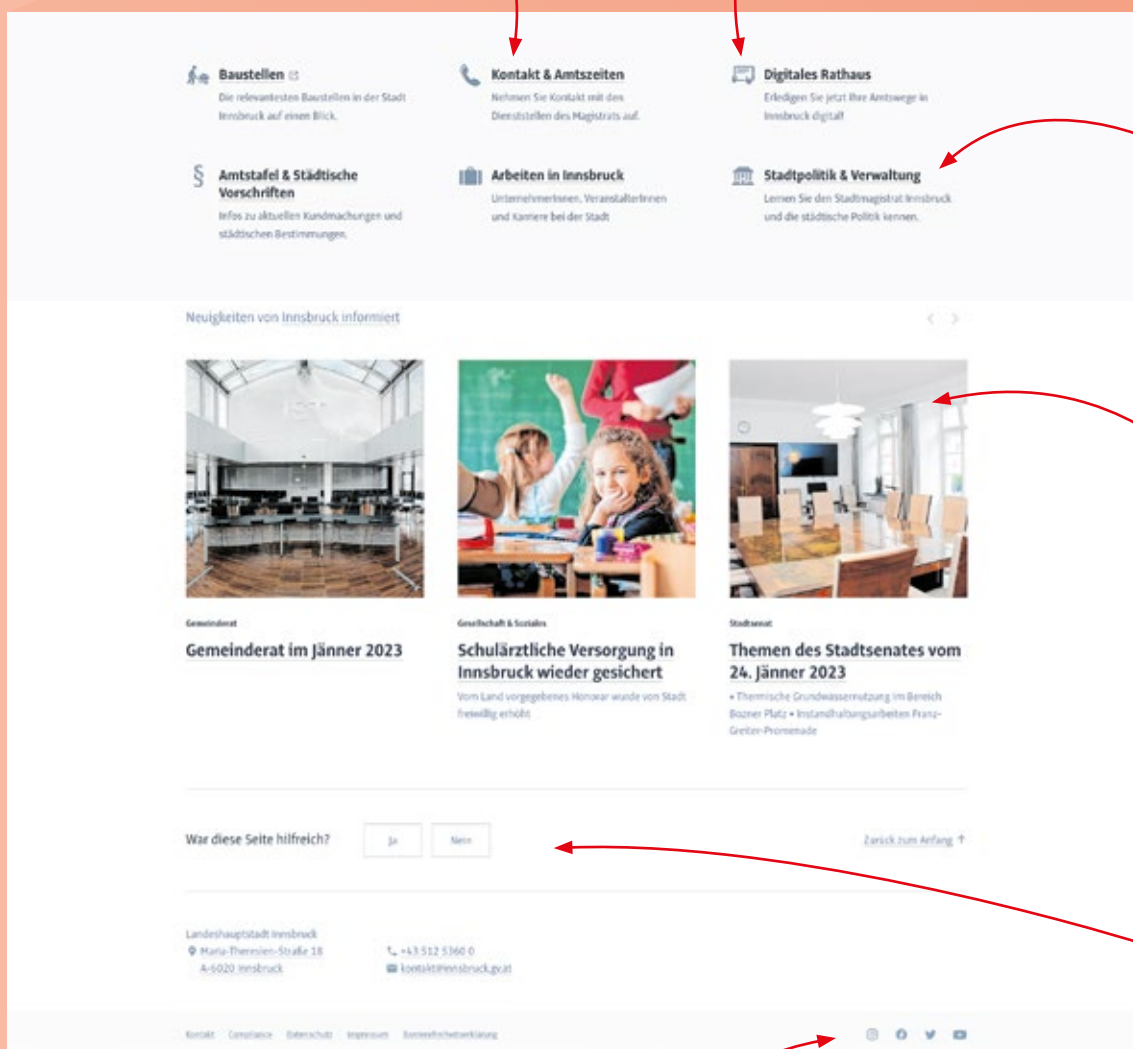 Baustellen
Die relevantesten Baustellen in der Stadt
Innsbruck auf einen Blick.
Kontakt & Amtszeiten
Nehmen Sie Kontakt mit den
Dienststellen des Magistrats auf.
Digitales Rathaus
Erledigen Sie jetzt Ihre Amtswege in
Innsbruck digital!
§
Amtstafel & Städtische
Vorschriften
Infos zu aktuellen Kundmachungen und
städtischen Bestimmungen.
Arbeiten in Innsbruck
UnternehmerInnen, VeranstalterInnen
und Karriere bei der Stadt
Stadtpolitik & Verwaltung
Lernen Sie den Stadtmagistrat Innsbruck
und die städtische Politik kennen.
Neuigkeiten von Innsbruck informiert
Gemeinderat
Gemeinderat im Jänner 2023
Gesellschaft & Soziales
Schulärztliche Versorgung in
Innsbruck wieder gesichert
Vom Land vorgegebenes Honorar wurde von Stadt
freiwillig erhöht
Stadtsenat
Themen des Stadtsenates vom
24. Jänner 2023
• Thermische Grundwassernutzung im Bereich
Bozner Platz • Instandhaltungsarbeiten Franz-
Greiter-Promenade
War diese Seite hilfreich?
Ja
Nein
Zurück zum Anfang ↑
Landeshauptstadt Innsbruck
Maria-Theresien-Straße 18
A-6020 Innsbruck
+43 512 5360 0
kontakt@innsbruck.gv.at
Kontakt Compliance Datenschutz Impressum Barrierefreiheitserklärung